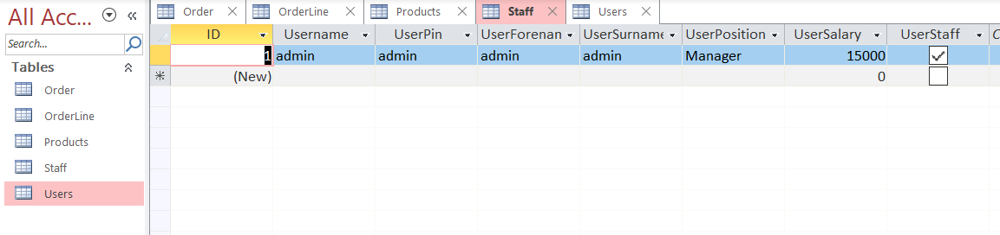 All Acc...
Search...
Tables
Order
OrderLine
Products
Staff
Users
Order OrderLine Products Staff Users
ID Username UserPin UserForenan UserSurname UserPosition UserSalary UserStaff
1 admin admin admin admin Manager 15000
(New) 0